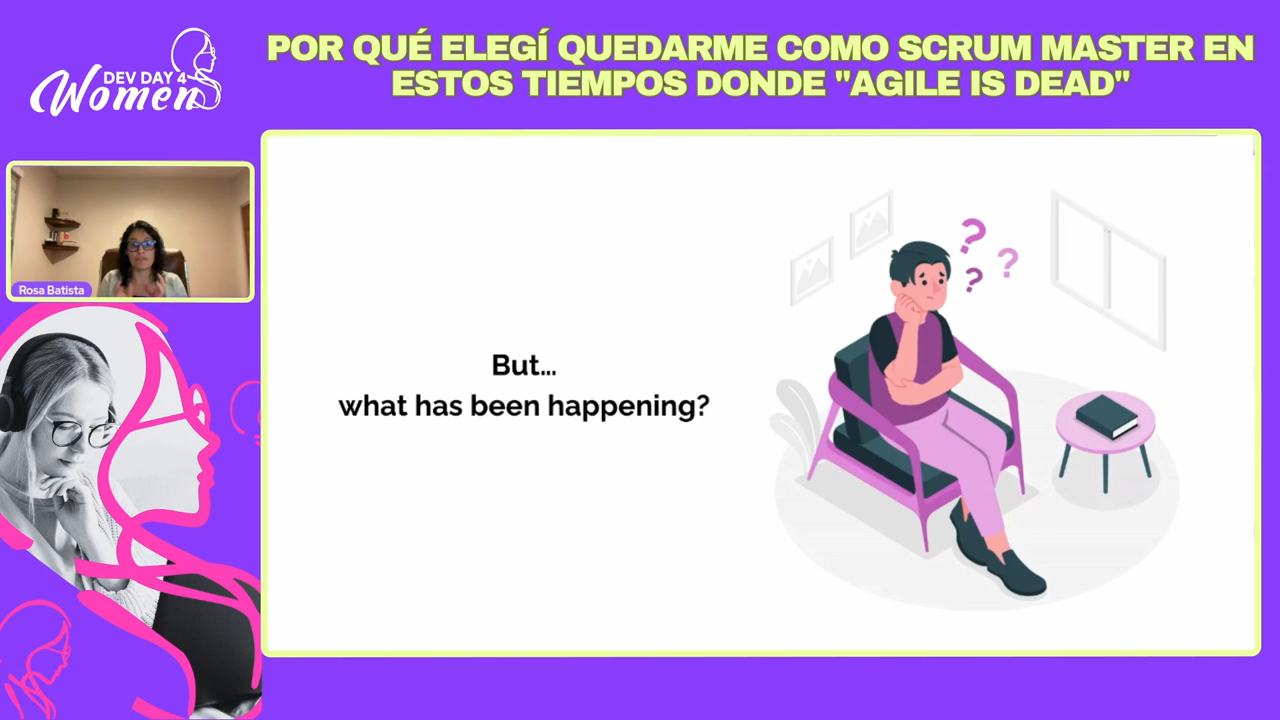 DEV DAY 4
Women
POR QUÉ ELEGÍ QUEDARME COMO SCRUM MASTER EN
ESTOS TIEMPOS DONDE "AGILE IS DEAD"
Rosa Batista
But...
what has been happening?
? ? ?